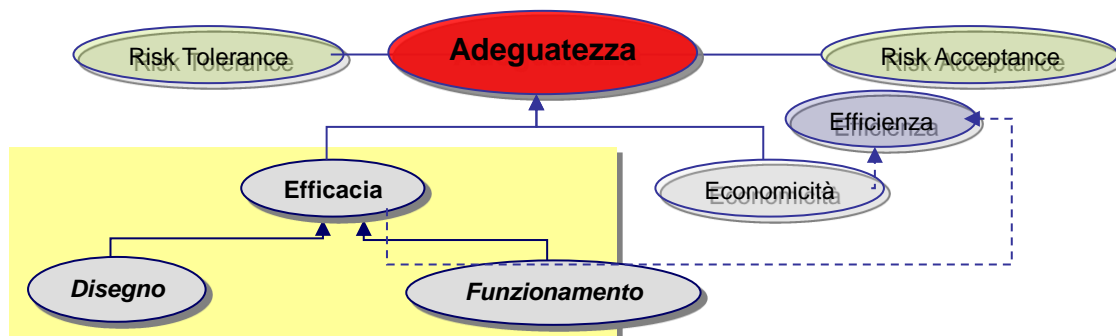 Risk Tolerance
Adeguatezza
Risk Acceptance
Efficienza
Efficacia
Economicità
Disegno
Funzionamento